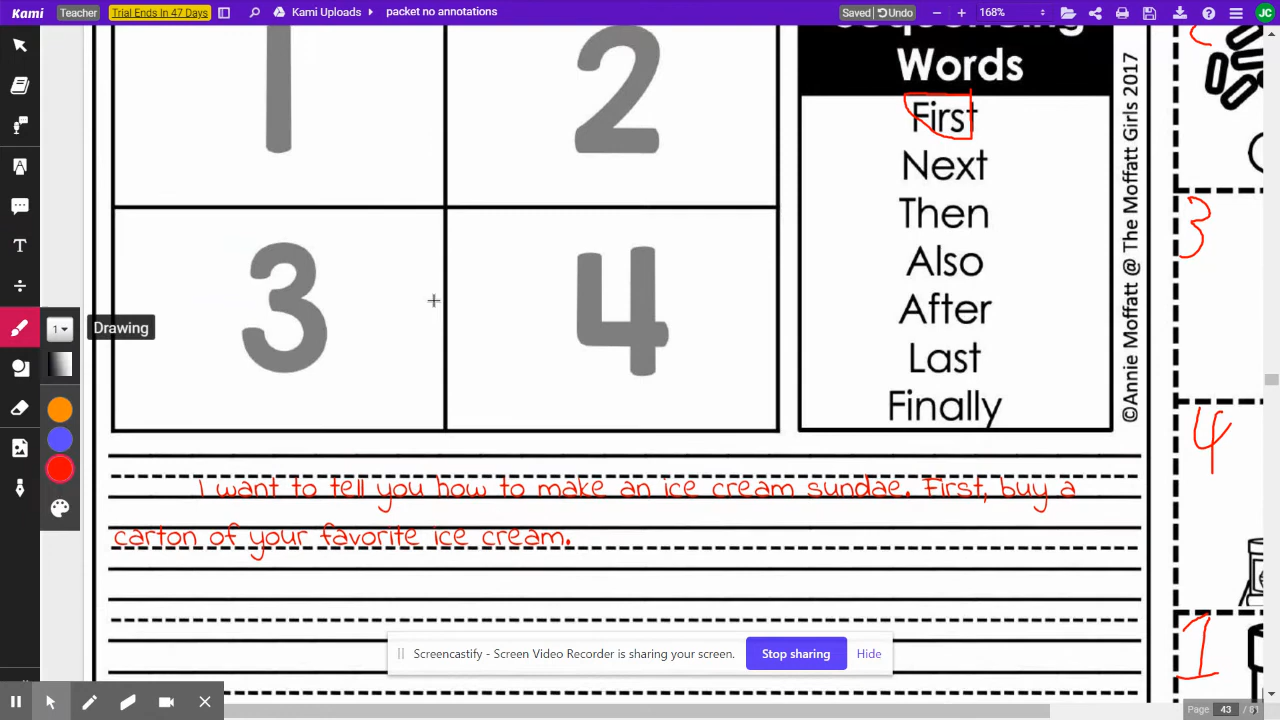 Kami
Teacher
Trial Ends In 47 Days
Kami Uploads
packet no annotations
Saved
Undo
168%
JC
1
2
3
4
Sequencing
Words
First
Next
Then
Also
After
Last
Finally
©Annie Moffatt @ The Moffatt Girls 2017
3
4
1
1
Drawing
I want to tell you how to make an ice cream sundae. First, buy a
carton of your favorite ice cream.
Screencastify - Screen Video Recorder is sharing your screen.
Stop sharing
Hide
Page 43 / 81